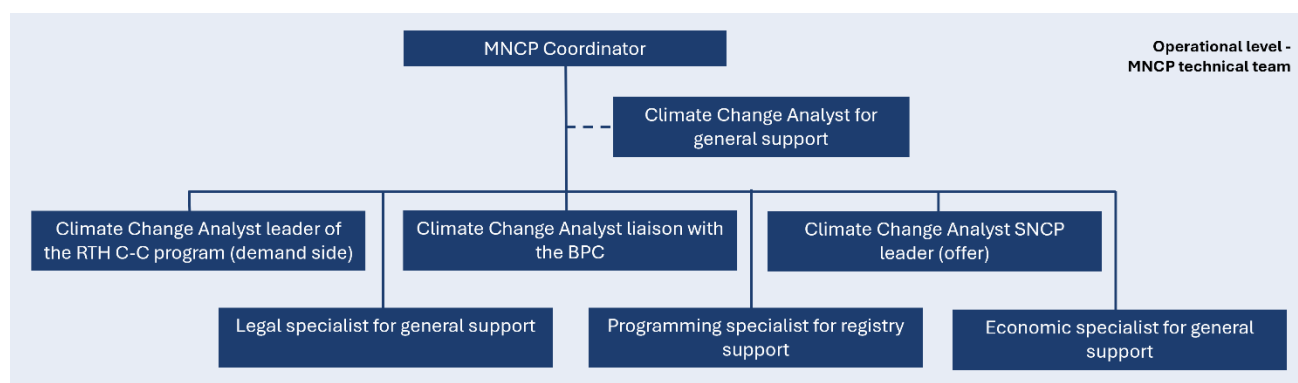 MNCP Coordinator
Operational level -
MNCP technical team
Climate Change Analyst for
general support
Climate Change Analyst leader of
the RTH C-C program (demand side)
Climate Change Analyst liaison with
the BPC
Climate Change Analyst SNCP
leader (offer)
Legal specialist for general support
Programming specialist for registry
support
Economic specialist for general
support